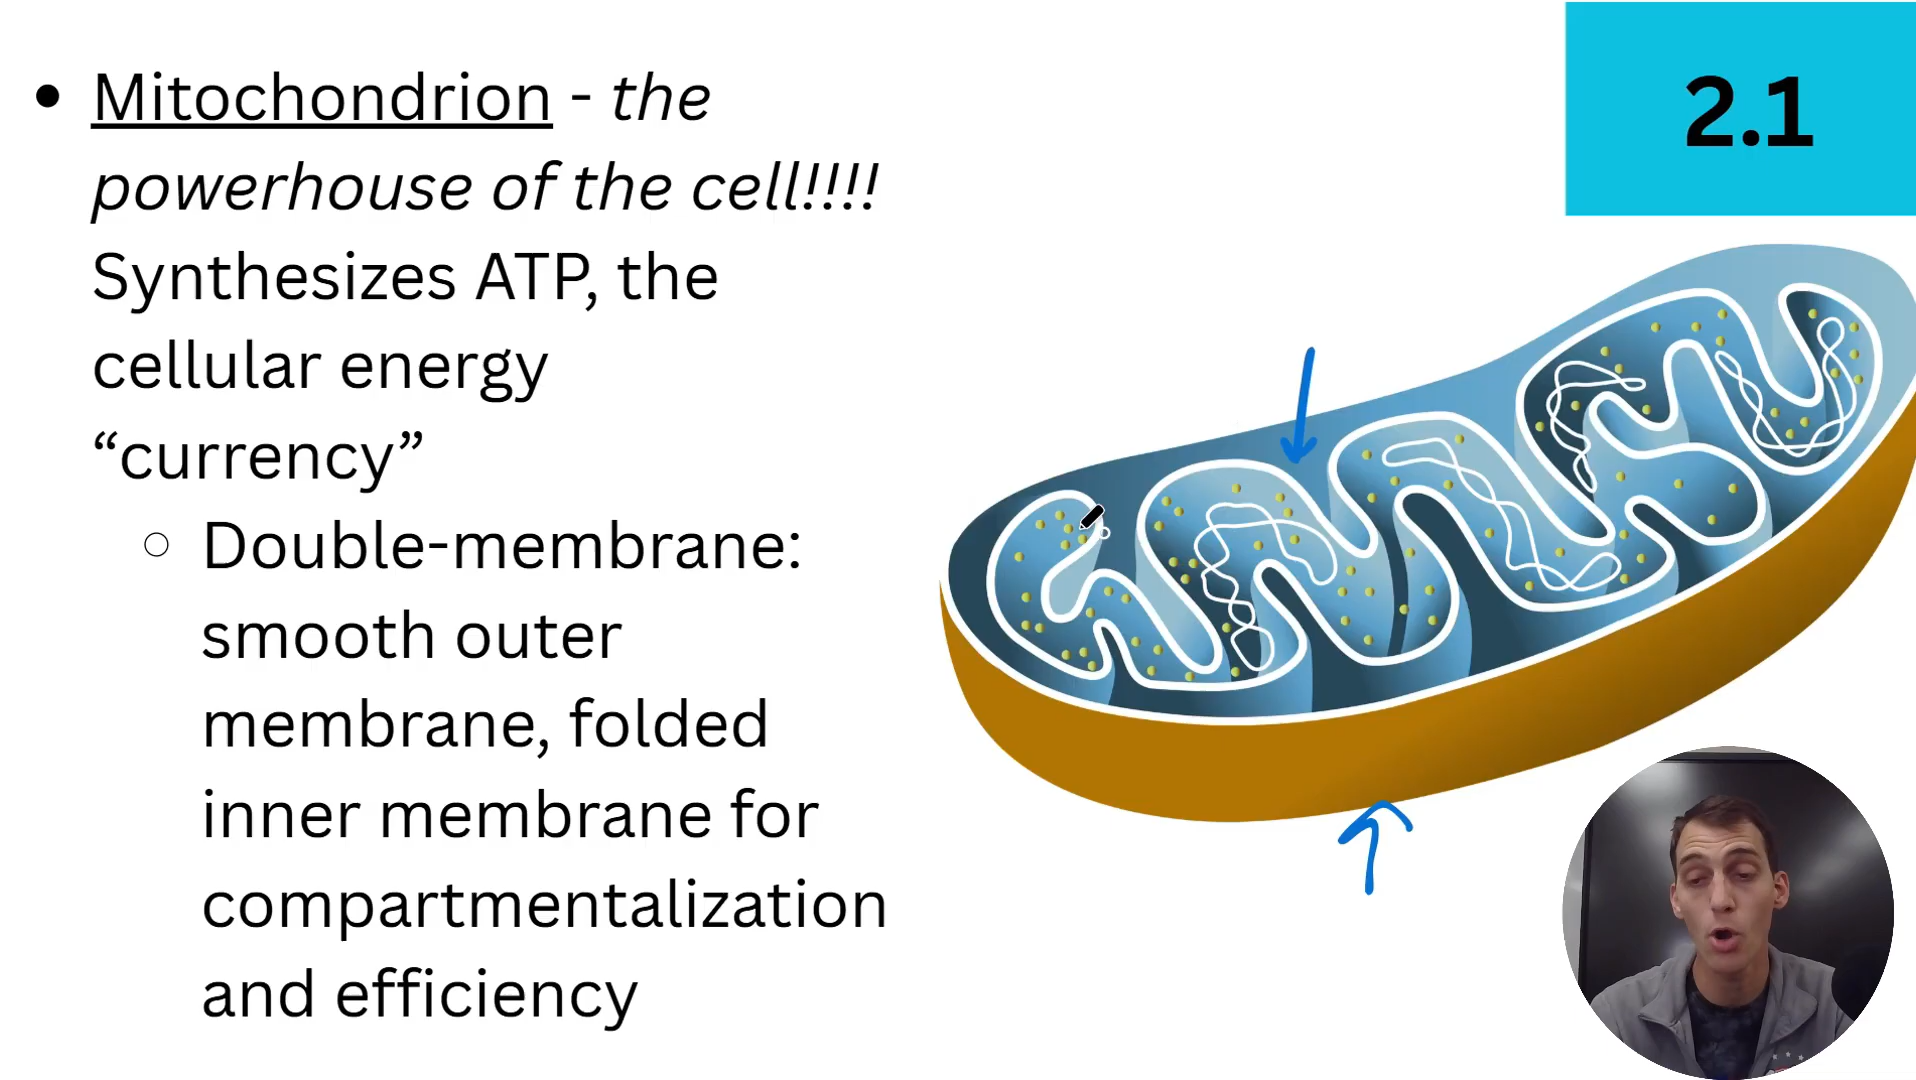 Mitochondrion - the
powerhouse of the cell!!!!
Synthesizes ATP, the
cellular energy
“currency”
Double-membrane:
smooth outer
membrane, folded
inner membrane for
compartmentalization
and efficiency
2.1